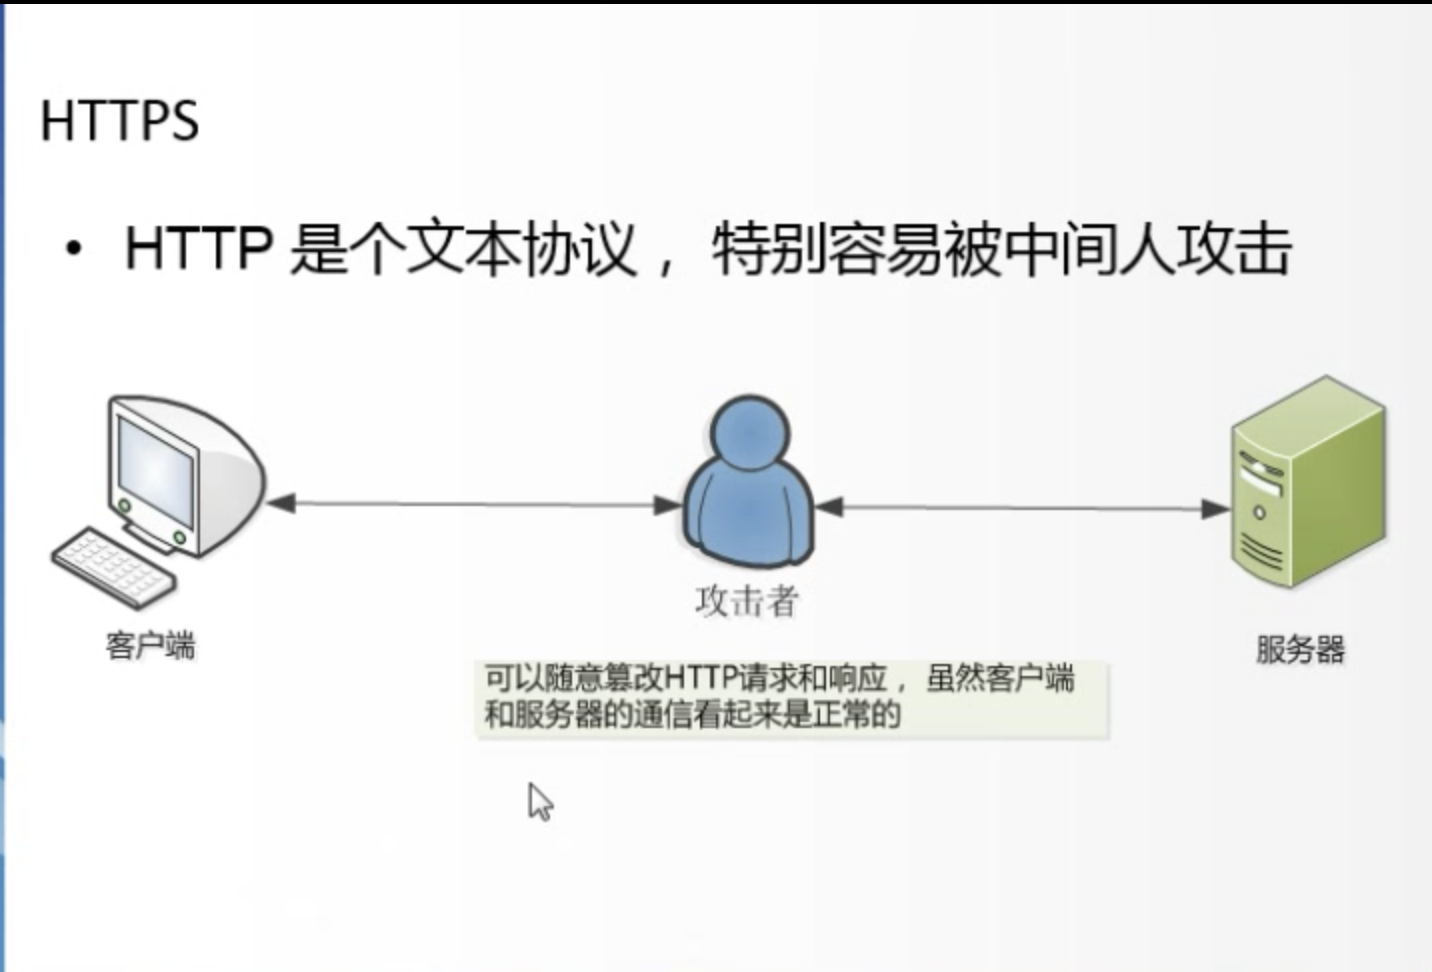 HTTPS
• HTTP 是个文本协议， 特别容易被中间人攻击
攻击者
客户端
服务器
可以随意篡改HTTP请求和响应， 虽然客户端
和服务器的通信看起来是正常的